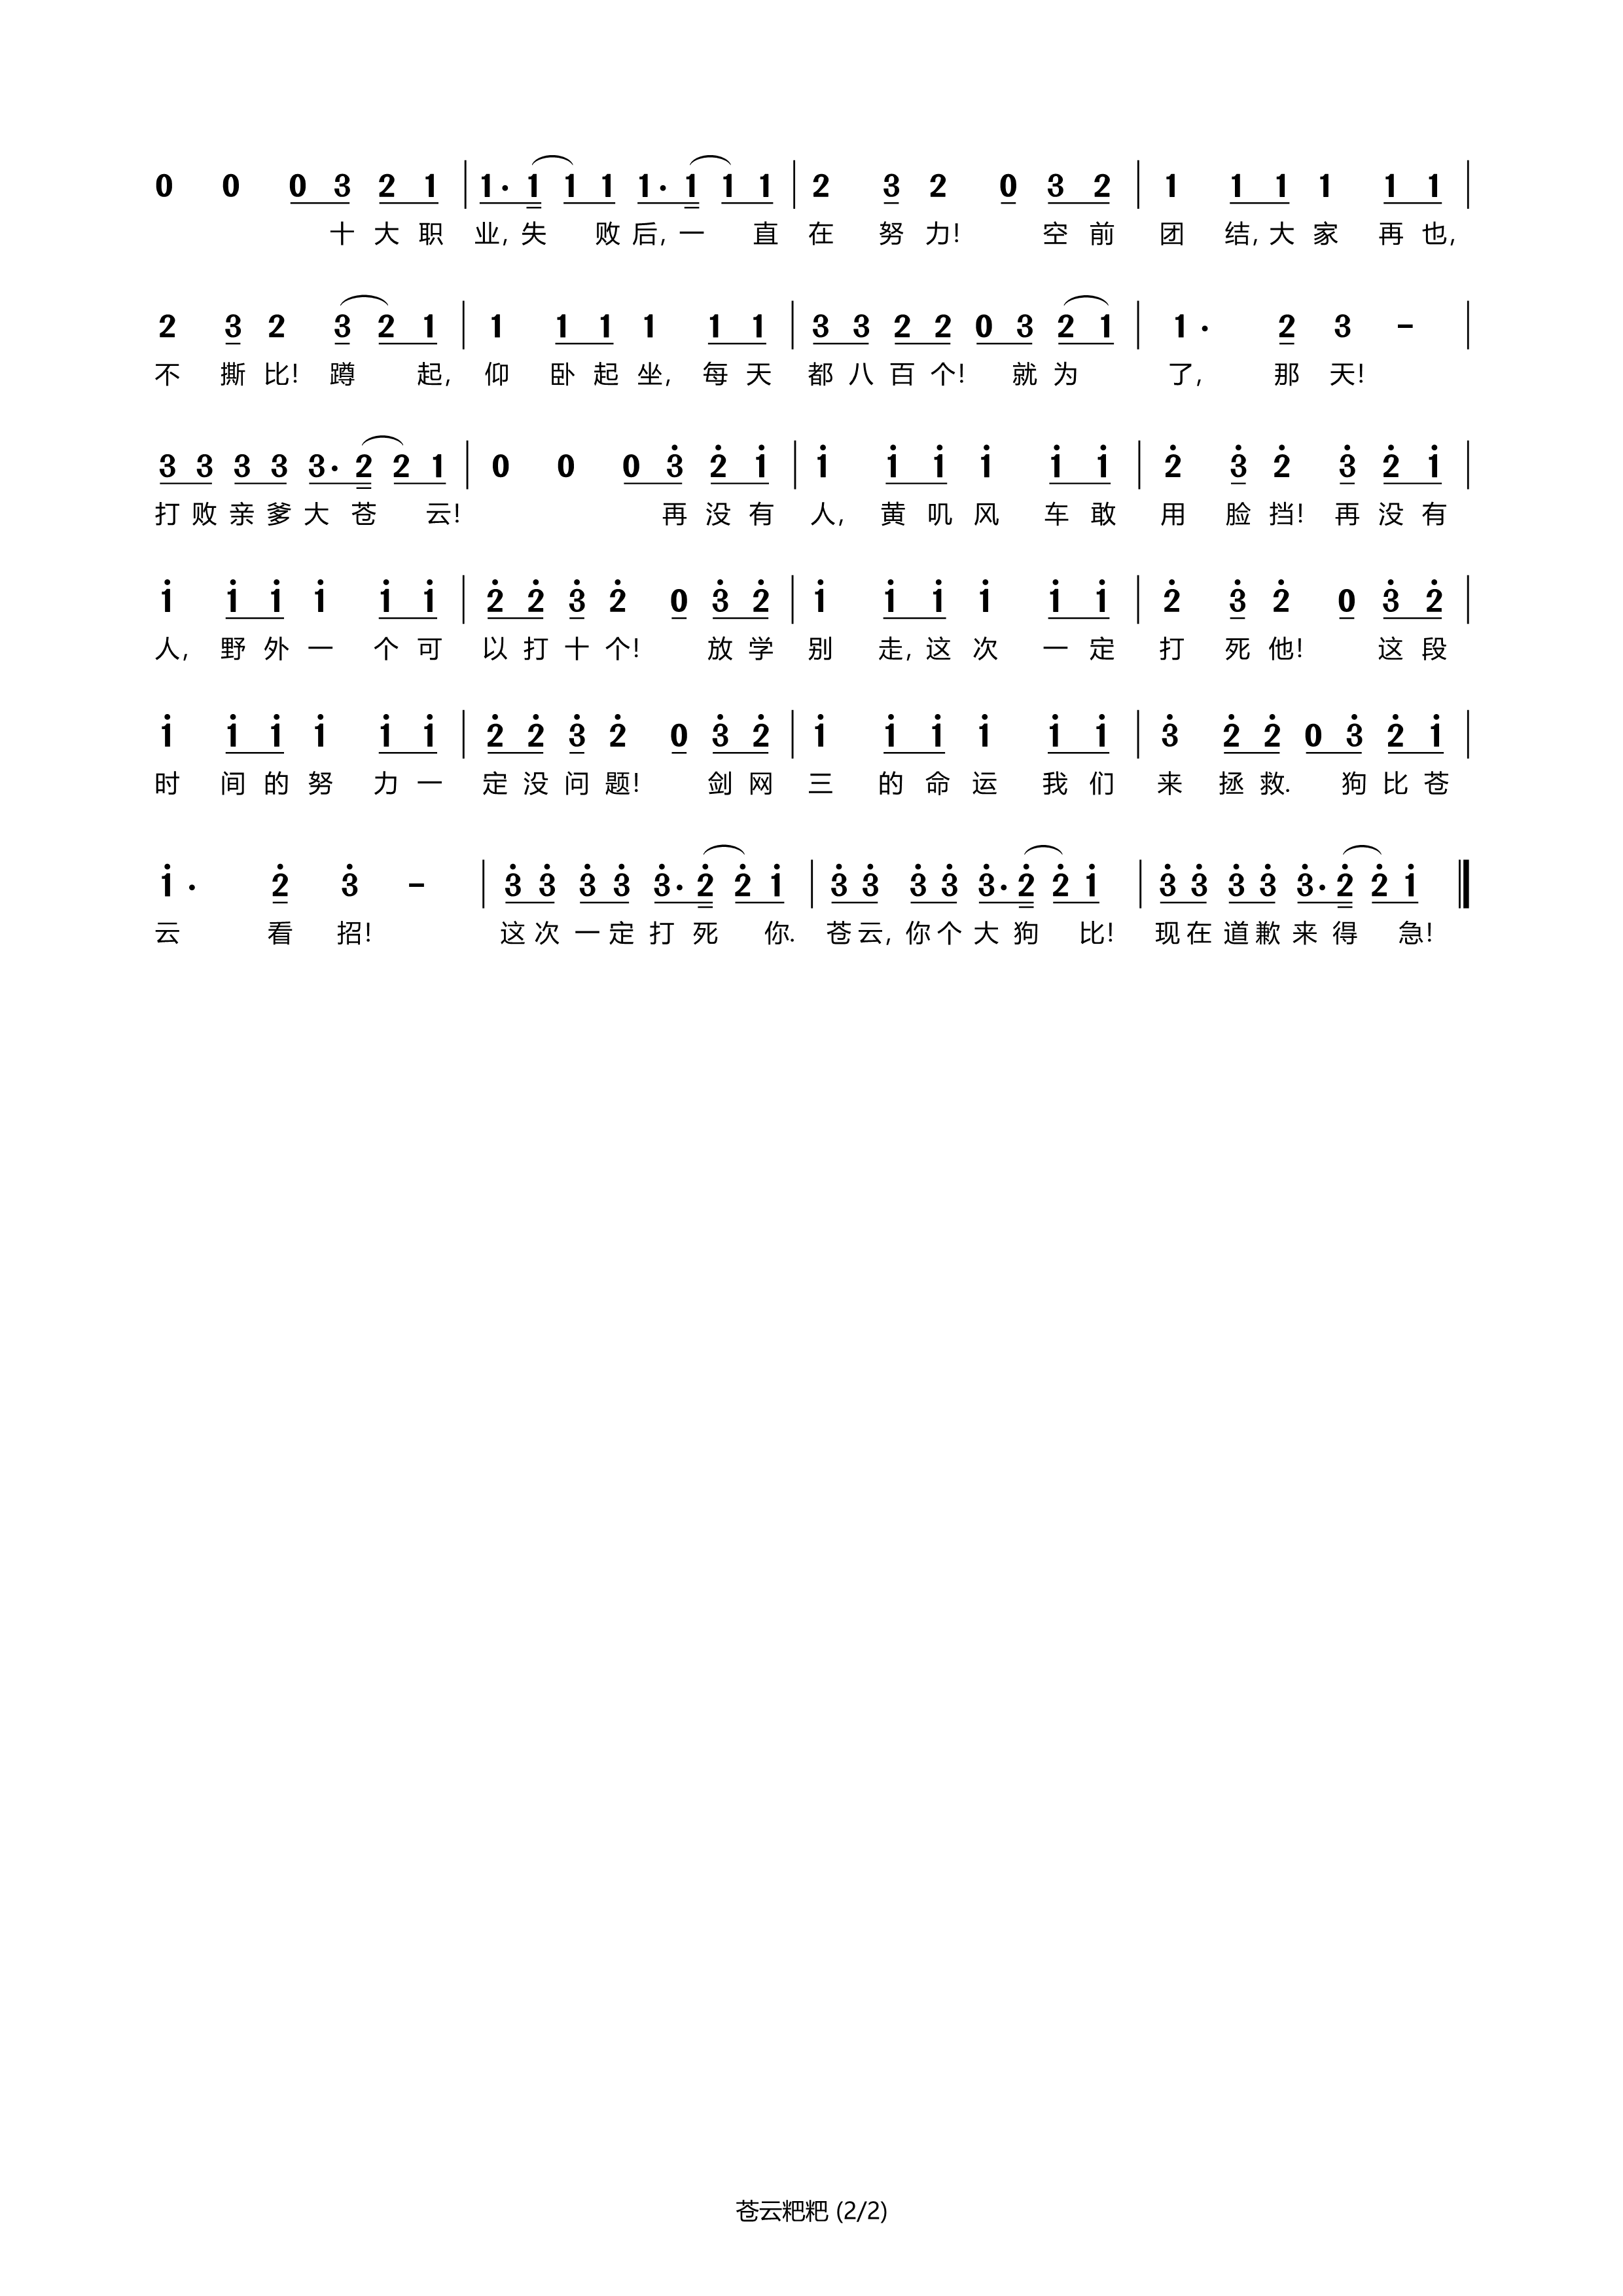 0 0 0 3 2 1 | 1· 1 1 1 1· 1 1 1 | 2 3 2 0 3 2 | 1 1 1 1 1 1 |
十大职 业,失 败后,一 直 在 努力! 空前 团 结,大家 再也,
2 3 2 3 2 1 | 1 1 1 1 1 1 | 3 3 2 2 0 3 2 1 | 1· 2 3 - |
不 撕比! 蹲 起, 仰 卧起坐, 每天 都八百个! 就为 了, 那 天!
3 3 3 3 3· 2 2 1 | 0 0 0 3̇ 2̇ 1̇ | 1̇ 1̇ 1̇ 1̇ 1̇ 1̇ | 2̇ 3̇ 2̇ 3̇ 2̇ 1̇ |
打败亲爹大苍 云! 再没有 人, 黄叽风 车敢 用 脸挡! 再没有
1̇ 1̇ 1̇ 1̇ 1̇ 1̇ | 2̇ 2̇ 3̇ 2̇ 0 3̇ 2̇ | 1̇ 1̇ 1̇ 1̇ 1̇ 1̇ | 2̇ 3̇ 2̇ 0 3̇ 2̇ |
人, 野外一 个可 以打十个! 放学 别 走,这次 一定 打 死他! 这段
1̇ 1̇ 1̇ 1̇ 1̇ 1̇ | 2̇ 2̇ 3̇ 2̇ 0 3̇ 2̇ | 1̇ 1̇ 1̇ 1̇ 1̇ 1̇ | 3̇ 2̇ 2̇ 0 3̇ 2̇ 1̇ |
时 间的努 力一 定没问题! 剑网 三 的命运 我们 来 拯救. 狗比苍
1̇· 2̇ 3̇ - | 3̇ 3̇ 3̇ 3̇ 3̇· 2̇ 2̇ 1̇ | 3̇ 3̇ 3̇ 3̇ 3̇· 2̇ 2̇ 1̇ | 3̇ 3̇ 3̇ 3̇ 3̇· 2̇ 2̇ 1̇ ‖
云 看 招! 这次一定打死 你. 苍云,你个大狗 比! 现在道歉来得 急!
苍云粑粑 (2/2)